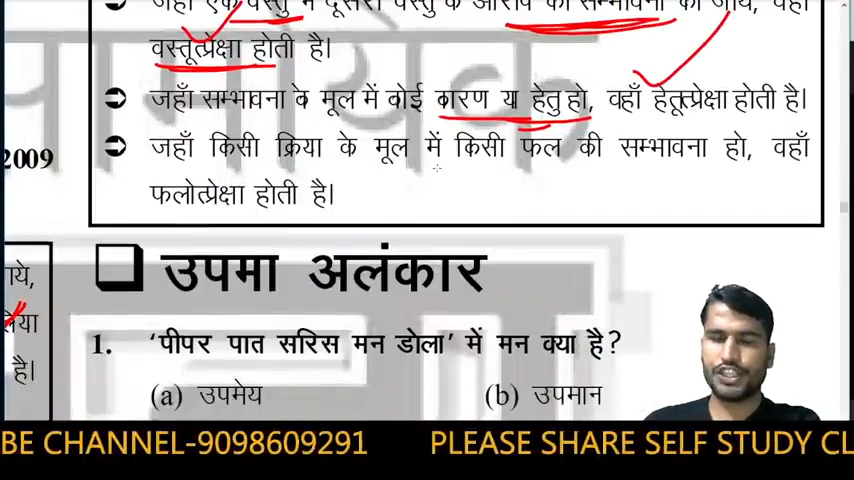 जहाँ एक वस्तु में दूसरी वस्तु के आरोप की सम्भावना की जाय, वहाँ
वस्तूत्प्रेक्षा होती है।
जहाँ सम्भावना के मूल में कोई कारण या हेतु हो, वहाँ हेतूत्प्रेक्षा होती है।
2009
जहाँ किसी क्रिया के मूल में किसी फल की सम्भावना हो, वहाँ
फलोत्प्रेक्षा होती है।
उपमा अलंकार
1. 'पीपर पात सरिस मन डोला' में मन क्या है?
है।
(a) उपमेय (b) उपमान
BE CHANNEL-9098609291 PLEASE SHARE SELF STUDY CL